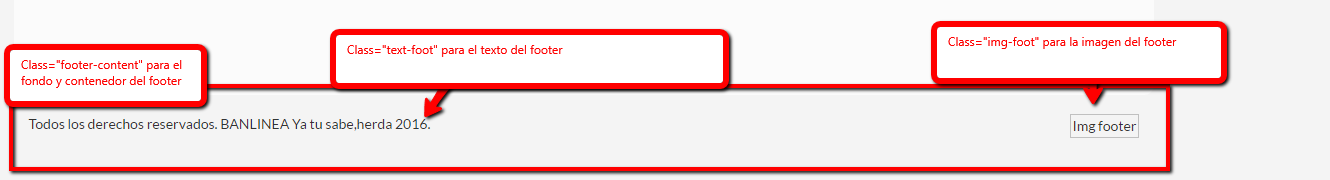 Class="footer-content" para el
fondo y contenedor del footer
Class="text-foot" para el texto del footer
Class="img-foot" para la imagen del footer
Todos los derechos reservados. BANLINEA Ya tu sabe,herda 2016.
Img footer